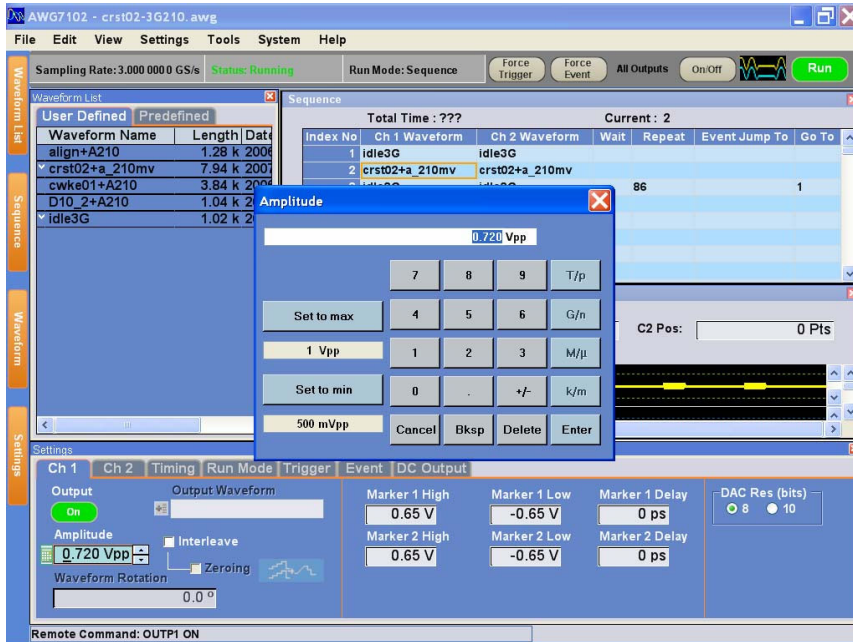 AWG7102 - crst02-3G210.awg
File Edit View Settings Tools System Help
Sampling Rate: 3.000 000 0 GS/s Status: Running Run Mode: Sequence Force Trigger Force Event All Outputs On/Off Run
Waveform List
Sequence
Waveform
Settings
Waveform List
User Defined Predefined
Waveform Name Length Date
align+A210 1.28 k 2006
crst02+a_210mv 7.94 k 2007
cwke01+A210 3.84 k
D10_2+A210 1.04 k
idle3G 1.02 k
Sequence
Total Time : ??? Current : 2
Index No Ch 1 Waveform Ch 2 Waveform Wait Repeat Event Jump To Go To
1 idle3G idle3G
2 crst02+a_210mv crst02+a_210mv
86 1
C2 Pos: 0 Pts
Amplitude
0.720 Vpp
7 8 9 T/p
Set to max 4 5 6 G/n
1 Vpp 1 2 3 M/µ
Set to min 0 . +/- k/m
500 mVpp Cancel Bksp Delete Enter
Settings
Ch 1 Ch 2 Timing Run Mode Trigger Event DC Output
Output Output Waveform Marker 1 High Marker 1 Low Marker 1 Delay DAC Res (bits)
On 0.65 V -0.65 V 0 ps 8 10
Amplitude Interleave Marker 2 High Marker 2 Low Marker 2 Delay
0.720 Vpp Zeroing 0.65 V -0.65 V 0 ps
Waveform Rotation
0.0 °
Remote Command: OUTP1 ON